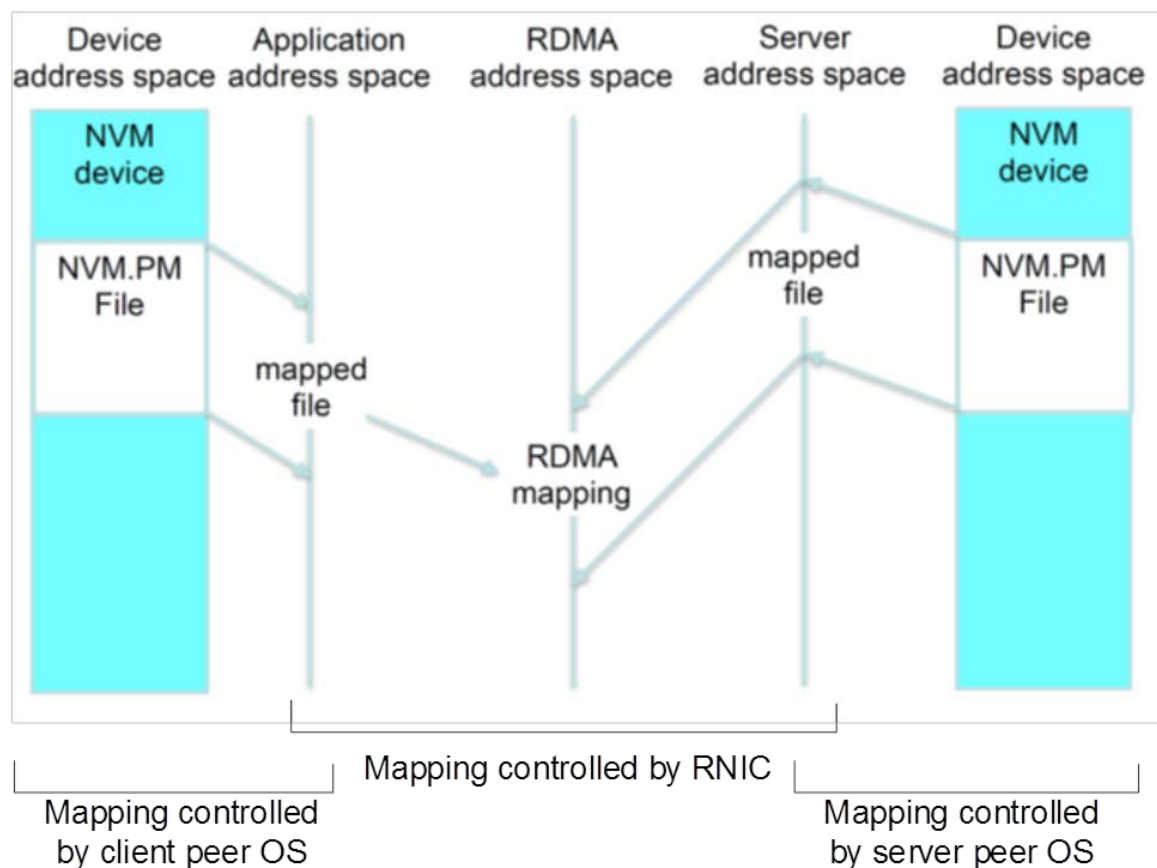 Device
address space
Application
address space
RDMA
address space
Server
address space
Device
address space
NVM
device
NVM.PM
File
mapped
file
RDMA
mapping
mapped
file
NVM
device
NVM.PM
File
Mapping controlled by RNIC
Mapping controlled
by client peer OS
Mapping controlled
by server peer OS